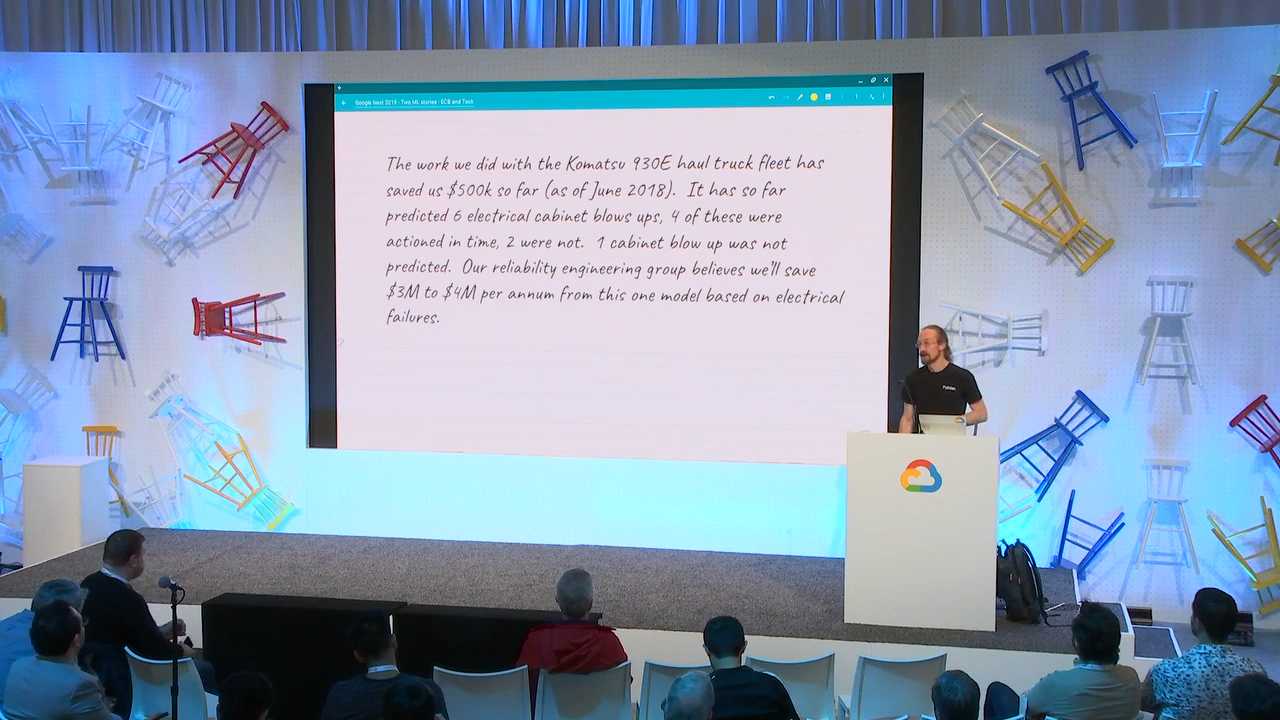 Google Next 2019 - Two ML stories - ECB and Teck
The work we did with the Komatsu 930E haul truck fleet has
saved us $500k so far (as of June 2018). It has so far
predicted 6 electrical cabinet blows ups, 4 of these were
actioned in time, 2 were not. 1 cabinet blow up was not
predicted. Our reliability engineering group believes we'll save
$3M to $4M per annum from this one model based on electrical
failures.
Pythian